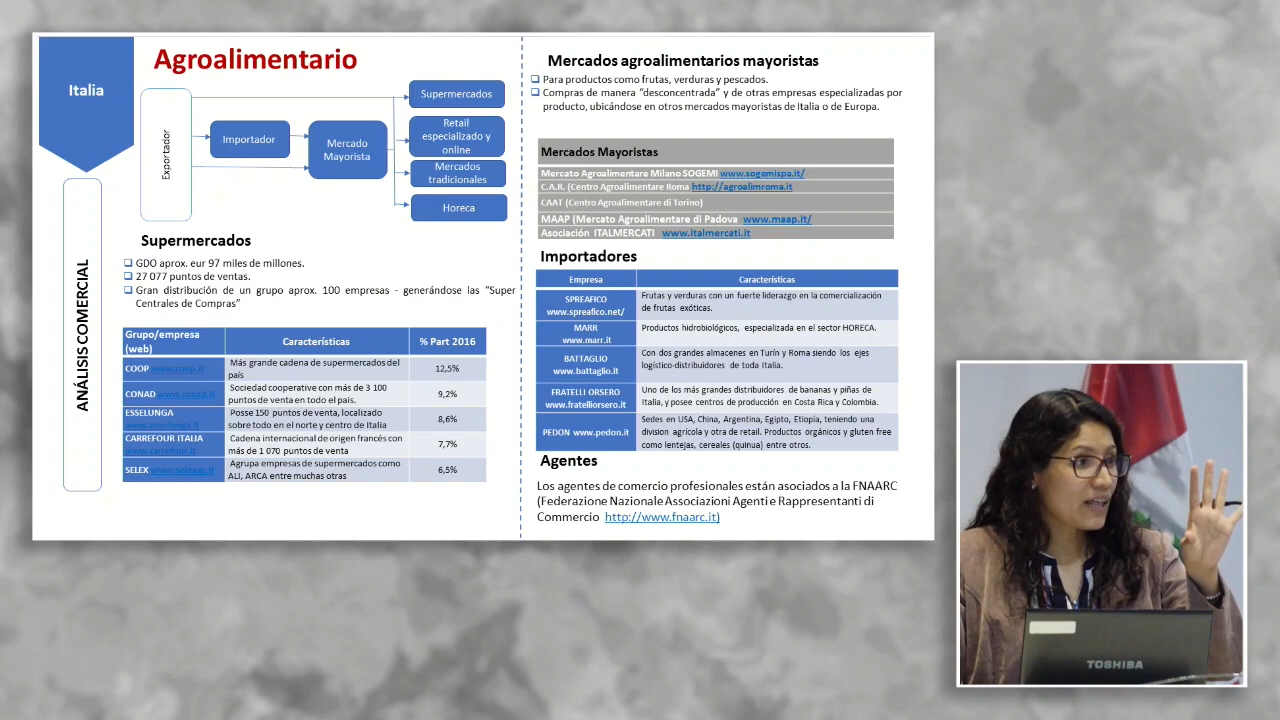 Italia
ANÁLISIS COMERCIAL
Agroalimentario
Exportador
Importador
Mercado
Mayorista
Supermercados
Retail
especializado y
online
Mercados
tradicionales
Horeca
Supermercados
GDO aprox. eur 97 miles de millones.
27 077 puntos de ventas.
Gran distribución de un grupo aprox. 100 empresas - generándose las “Super
Centrales de Compras”
Grupo/empresa
(web)
Características
% Part 2016
COOP www.coop.it
Más grande cadena de supermercados del
país
12,5%
CONAD www.conad.it
Sociedad cooperativa con más de 3 100
puntos de venta en todo el país.
9,2%
ESSELUNGA
www.esselunga.it
Posse 150 puntos de venta, localizado
sobre todo en el norte y centro de Italia
8,6%
CARREFOUR ITALIA
www.carrefour.it
Cadena internacional de origen francés con
más de 1 070 puntos de venta
7,7%
SELEX www.selexgc.it
Agrupa empresas de supermercados como
ALI, ARCA entre muchas otras
6,5%
Mercados agroalimentarios mayoristas
Para productos como frutas, verduras y pescados.
Compras de manera “desconcentrada” y de otras empresas especializadas por
producto, ubicándose en otros mercados mayoristas de Italia o de Europa.
Mercados Mayoristas
Mercato Agroalimentare Milano SOGEMI www.sogemispa.it/
C.A.R. (Centro Agroalimentare Roma http://agroalimroma.it
CAAT (Centro Agroalimentare di Torino)
MAAP (Mercato Agroalimentare di Padova www.maap.it/
Asociación ITALMERCATI www.italmercati.it
Importadores
Empresa
Características
SPREAFICO
www.spreafico.net/
Frutas y verduras con un fuerte liderazgo en la comercialización
de frutas exóticas.
MARR
www.marr.it
Productos hidrobiológicos, especializada en el sector HORECA.
BATTAGLIO
www.battaglio.it
Con dos grandes almacenes en Turín y Roma siendo los ejes
logístico-distribuidores de toda Italia.
FRATELLI ORSERO
www.fratelliorsero.it
Uno de los más grandes distribuidores de bananas y piñas de
Italia, y posee centros de producción en Costa Rica y Colombia.
PEDON www.pedon.it
Sedes en USA, China, Argentina, Egipto, Etiopía, teniendo una
division agrícola y otra de retail. Productos orgánicos y gluten free
como lentejas, cereales (quinua) entre otros.
Agentes
Los agentes de comercio profesionales están asociados a la FNAARC
(Federazione Nazionale Associazioni Agenti e Rappresentanti di
Commercio http://www.fnaarc.it)
TOSHIBA